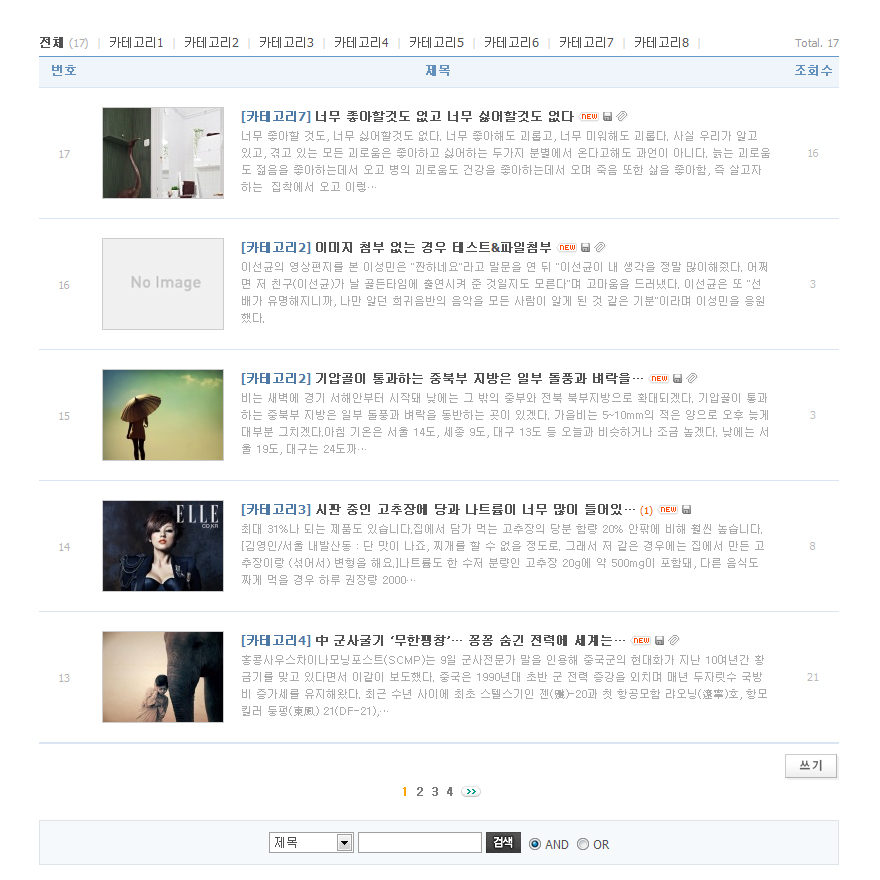 전체 (17) | 카테고리1 | 카테고리2 | 카테고리3 | 카테고리4 | 카테고리5 | 카테고리6 | 카테고리7 | 카테고리8 | Total. 17
번호 제목 조회수
[카테고리7] 너무 좋아할것도 없고 너무 싫어할것도 없다 NEW
너무 좋아할 것도, 너무 싫어할것도 없다. 너무 좋아해도 괴롭고, 너무 미워해도 괴롭다. 사실 우리가 알고
17 있고, 겪고 있는 모든 괴로움은 좋아하고 싫어하는 두가지 분별에서 온다고해도 과언이 아니다. 늙는 괴로움 16
도 젊음을 좋아하는데서 오고 병의 괴로움도 건강을 좋아하는데서 오며 죽음 또한 삶을 좋아함, 즉 살고자
하는 집착에서 오고 이렇…
[카테고리2] 이미지 첨부 없는 경우 테스트&파일첨부 NEW
이선균의 영상편지를 본 이성민은 "짠하네요"라고 말문을 연 뒤 "이선균이 내 생각을 정말 많이해줬다. 어쩌
16 No Image 면 저 친구(이선균)가 날 골든타임에 출연시켜 준 것일지도 모른다"며 고마움을 드러냈다. 이선균은 또 "선 3
배가 유명해지니까, 나만 알던 희귀음반의 음악을 모든 사람이 알게 된 것 같은 기분"이라며 이성민을 응원
했다.
[카테고리2] 기압골이 통과하는 중북부 지방은 일부 돌풍과 벼락을… NEW
비는 새벽에 경기 서해안부터 시작돼 낮에는 그 밖의 중부와 전북 북부지방으로 확대되겠다. 기압골이 통과
15 하는 중북부 지방은 일부 돌풍과 벼락을 동반하는 곳이 있겠다. 가을비는 5~10mm의 적은 양으로 오후 늦게 3
대부분 그치겠다.아침 기온은 서울 14도, 세종 9도, 대구 13도 등 오늘과 비슷하거나 조금 높겠다. 낮에는 서
울 19도, 대구는 24도까…
[카테고리3] 시판 중인 고추장에 당과 나트륨이 너무 많이 들어있… (1) NEW
ELLE
CO.KR
최대 31%나 되는 제품도 있습니다.집에서 담가 먹는 고추장의 당분 함량 20% 안팎에 비해 훨씬 높습니다.
14 [김영인/서울 내발산동 : 단 맛이 나죠, 찌개를 할 수 없을 정도로. 그래서 저 같은 경우에는 집에서 만든 고 8
추장이랑 (섞어서) 변형을 해요.]나트륨도 한 수저 분량인 고추장 20g에 약 500mg이 포함돼, 다른 음식도
짜게 먹을 경우 하루 권장량 2000…
[카테고리4] 中 군사굴기 ‘무한팽창’… 꽁꽁 숨긴 전력에 세계는… NEW
홍콩사우스차이나모닝포스트(SCMP)는 9일 군사전문가 말을 인용해 중국군의 현대화가 지난 10여년간 황
13 금기를 맞고 있다면서 이같이 보도했다. 중국은 1990년대 초반 군 전력 증강을 외치며 매년 두자릿수 국방 21
비 증가세를 유지해왔다. 최근 수년 사이에 최초 스텔스기인 젠(殲)-20과 첫 항공모함 랴오닝(遼寧)호, 항모
킬러 둥펑(東風) 21(DF-21),…
쓰기
1 2 3 4 >>
제목 검색 AND OR